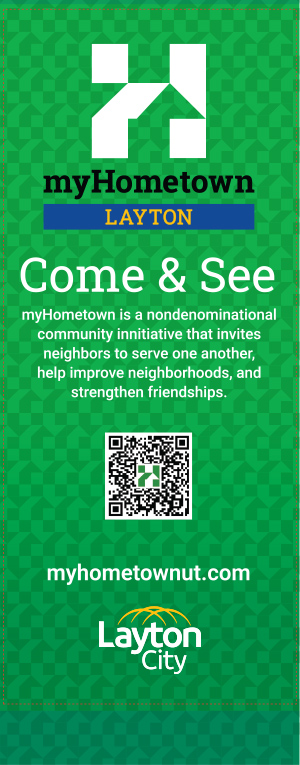 myHometown
LAYTON
Come & See
myHometown is a nondenominational
community innitiative that invites
neighbors to serve one another,
help improve neighborhoods, and
strengthen friendships.
myhometownut.com
Layton
City